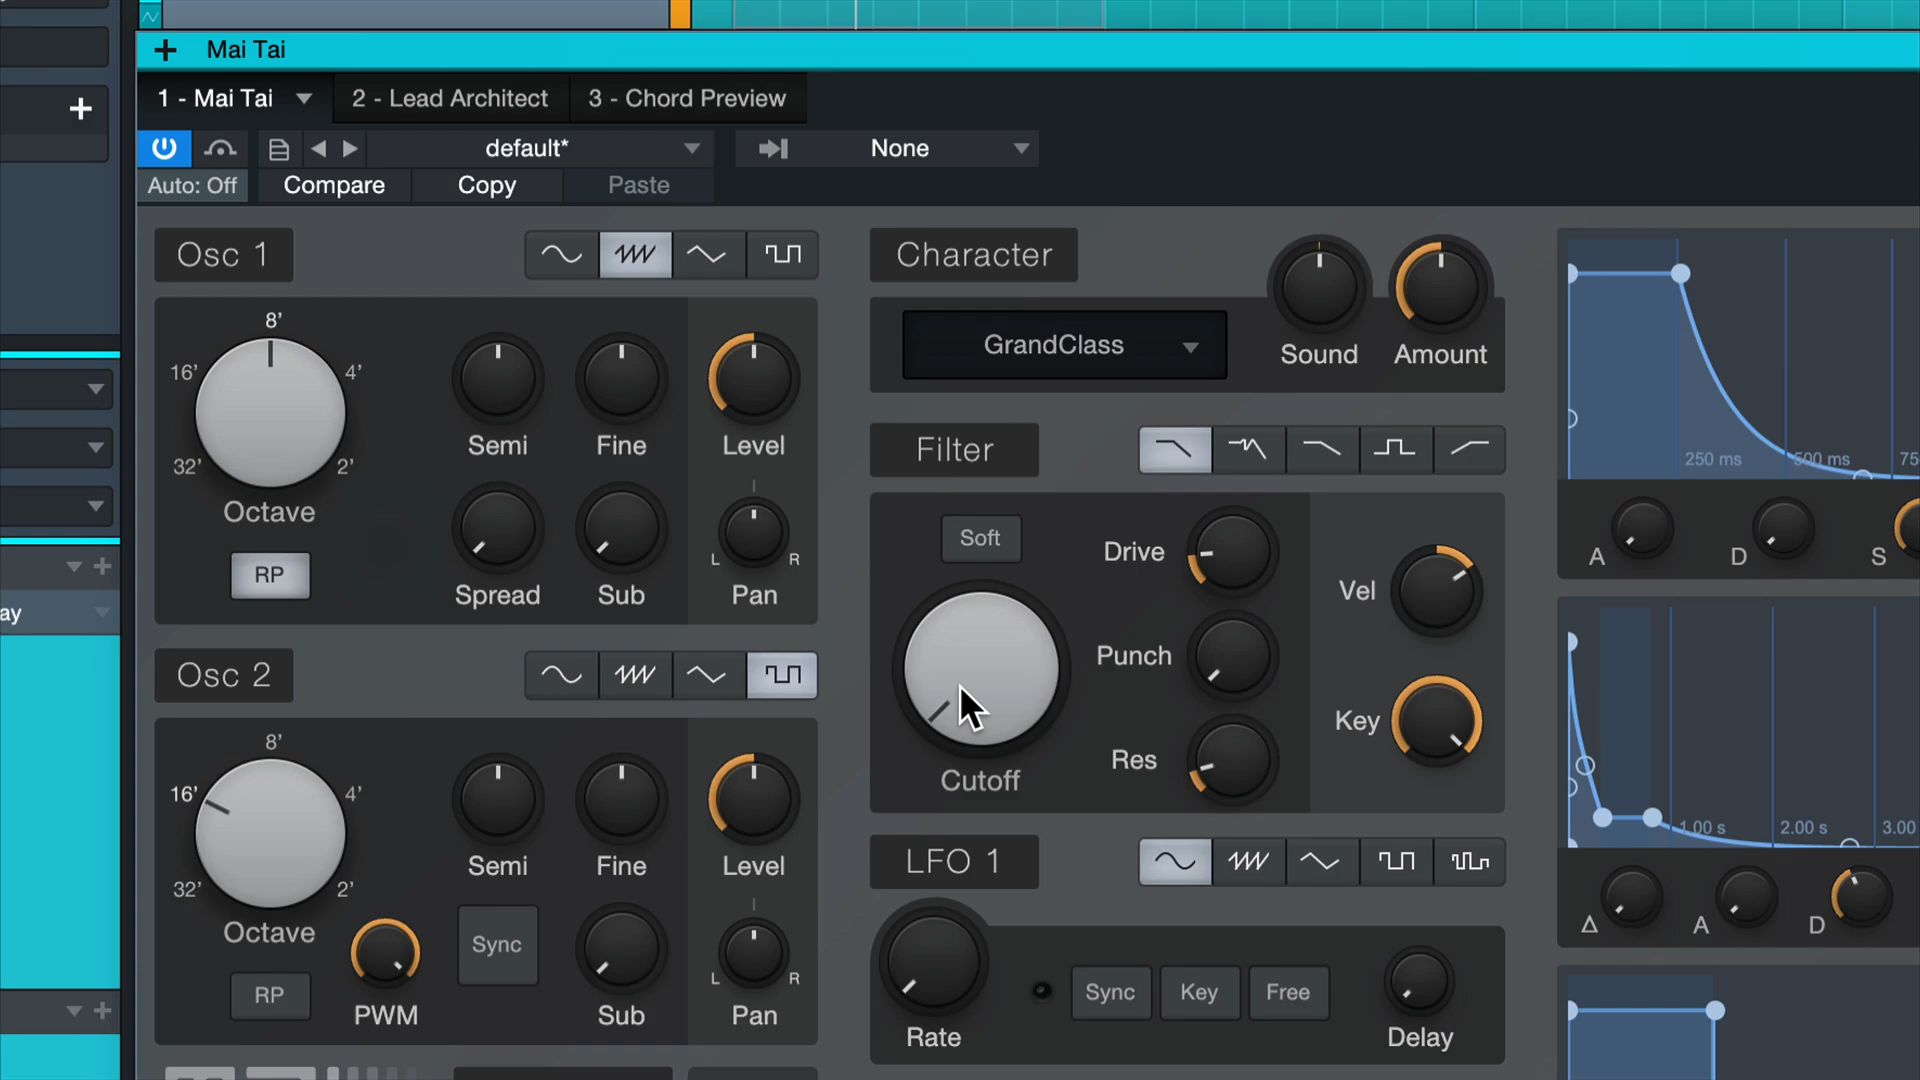 Mai Tai
1 - Mai Tai
2 - Lead Architect
3 - Chord Preview
default*
None
Auto: Off
Compare
Copy
Paste
Osc 1
8'
16'
4'
32'
2'
Octave
RP
Semi
Fine
Level
Spread
Sub
L
R
Pan
Osc 2
8'
16'
4'
32'
2'
Octave
RP
PWM
Semi
Fine
Level
Sync
Sub
L
R
Pan
Character
GrandClass
Sound
Amount
Filter
Soft
Cutoff
Drive
Punch
Res
Vel
Key
LFO 1
Rate
Sync
Key
Free
Delay
250 ms
500 ms
75
A
D
S
1.00 s
2.00 s
3.00
Δ
A
D
ay